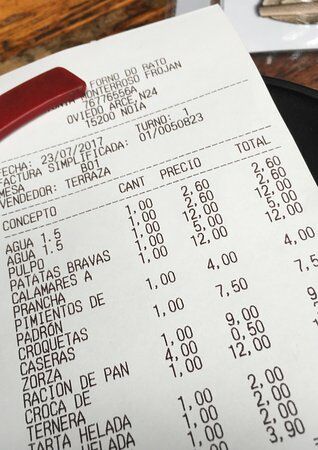 FORNO DO RATO
MONTERROSO FROJAN
76776556A
OVIEDO ARCE, N24
15200 NOIA
FECHA: 23/07/2017 TURNO: 1
FACTURA SIMPLIFICADA: 01/0050823
MESA B01
VENDEDOR: TERRAZA
CONCEPTO CANT PRECIO TOTAL
AGUA 1.5 1,00 2,60 2,60
AGUA 1.5 1,00 2,60 2,60
PULPO 1,00 12,00 12,00
PATATAS BRAVAS 1,00 5,00 5,00
CALAMARES A 1,00 12,00 12,00
PRANCHA
PIMIENTOS DE 1,00 4,00 4,00
PADRÓN
CROQUETAS 1,00 7,50 7,5
CASERAS
ZORZA 1,00 9,00
RACION DE PAN 4,00 0,50
CROCA DE 1,00 12,00
TERNERA
TARTA HELADA 1,00 2,00
HELADA 1,00 2,00
1,00 3,90